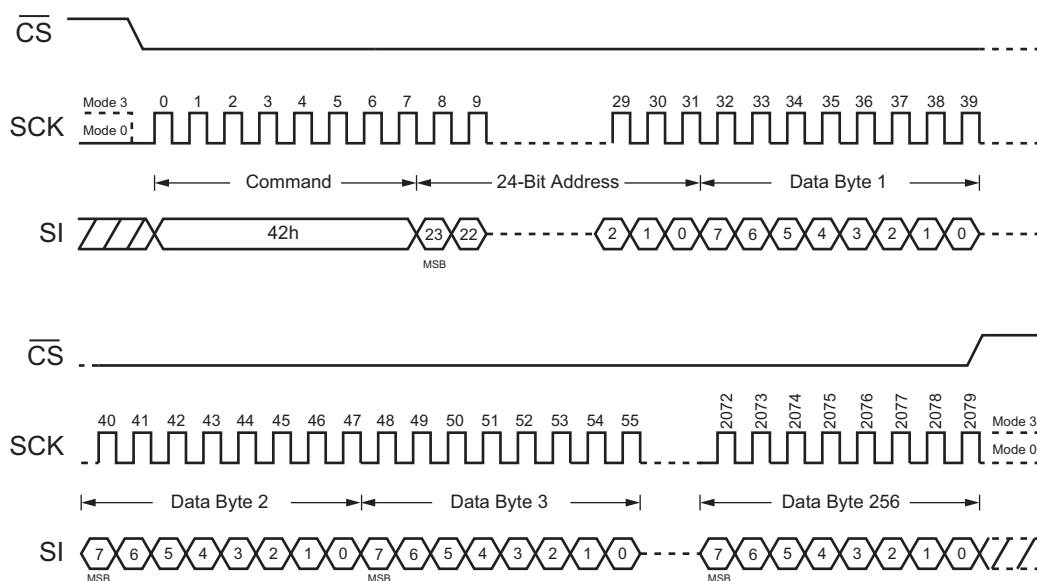 CS
Mode 3
0 1 2 3 4 5 6 7 8 9 29 30 31 32 33 34 35 36 37 38 39
SCK
Mode 0
Command 24-Bit Address Data Byte 1
SI 42h 23 22 2 1 0 7 6 5 4 3 2 1 0
MSB
CS
40 41 42 43 44 45 46 47 48 49 50 51 52 53 54 55 2072 2073 2074 2075 2076 2077 2078 2079
Mode 3
SCK
Mode 0
Data Byte 2 Data Byte 3 Data Byte 256
SI 7 6 5 4 3 2 1 0 7 6 5 4 3 2 1 0 7 6 5 4 3 2 1 0
MSB MSB MSB